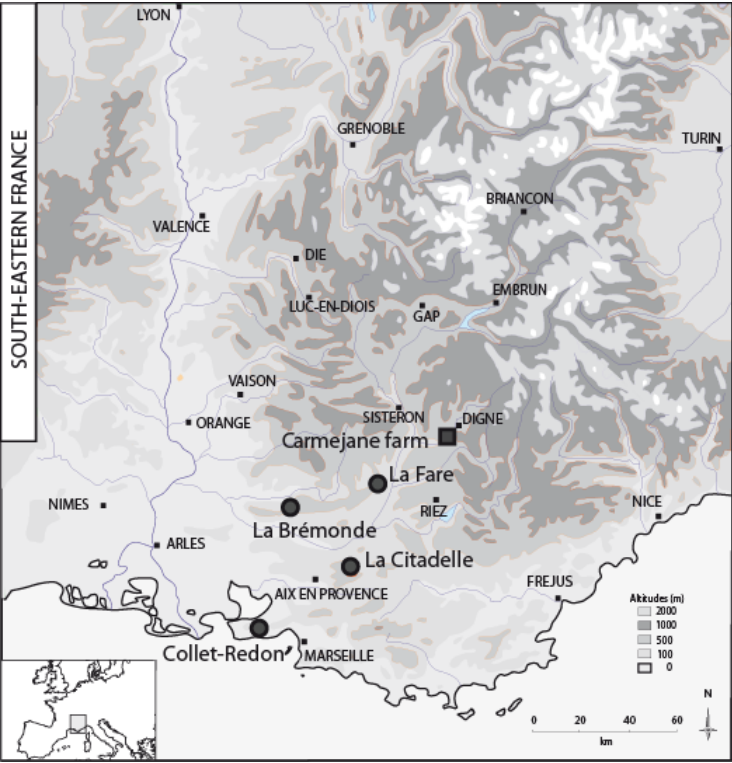 SOUTH-EASTERN FRANCE
LYON
GRENOBLE
TURIN
BRIANCON
VALENCE
DIE
EMBRUN
LUC-EN-DIOIS
GAP
VAISON
SISTERON
DIGNE
ORANGE
Carmejane farm
La Fare
NIMES
RIEZ
NICE
La Brémonde
ARLES
La Citadelle
AIX EN PROVENCE
FREJUS
Collet-Redon
MARSEILLE
Altitudes (m)
2000
1000
500
100
0
N
0 20 40 60
km